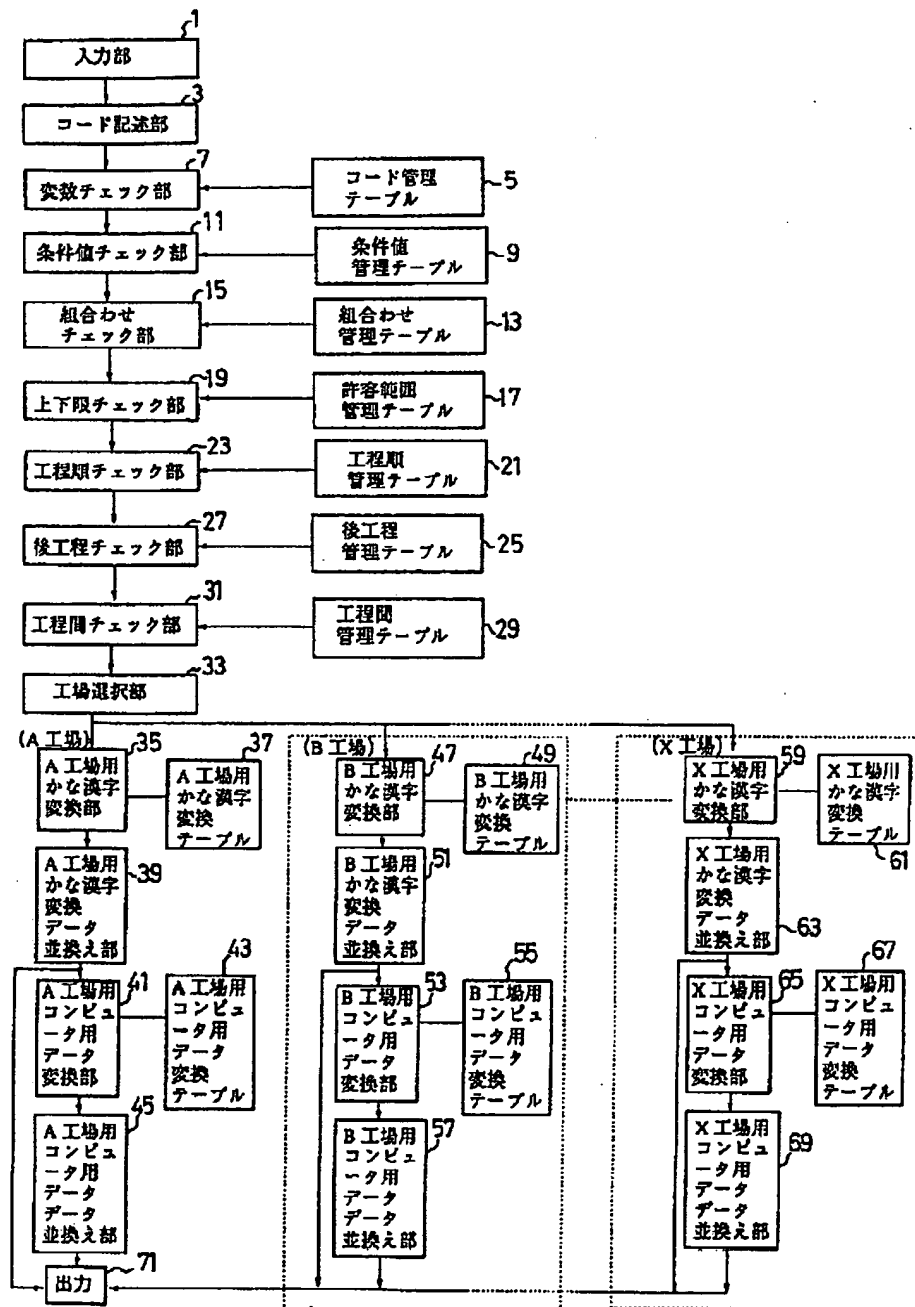 1
入力部
3
コード記述部
7
変数チェック部
コード管理
テーブル
5
11
条件値チェック部
条件値
管理テーブル
9
15
組合わせ
チェック部
組合わせ
管理テーブル
13
19
上下限チェック部
許容範囲
管理テーブル
17
23
工程順チェック部
工程順
管理テーブル
21
27
後工程チェック部
後工程
管理テーブル
25
31
工程間チェック部
工程間
管理テーブル
29
33
工場選択部
(A工場)
35
A工場用
かな漢字
変換部
37
A工場用
かな漢字
変換
テーブル
39
A工場用
かな漢字
変換
データ
並換え部
41
A工場用
コンピュ
ータ用
データ
変換部
43
A工場用
コンピュ
ータ用
データ
変換
テーブル
45
A工場用
コンピュ
ータ用
データ
データ
並換え部
71
出力
(B工場)
47
B工場用
かな漢字
変換部
49
B工場用
かな漢字
変換
テーブル
51
B工場用
かな漢字
変換
データ
並換え部
53
B工場用
コンピュ
ータ用
データ
変換部
55
B工場用
コンピュ
ータ用
データ
変換
テーブル
57
B工場用
コンピュ
ータ用
データ
データ
並換え部
(X工場)
59
X工場用
かな漢字
変換部
X工場川
かな漢字
変換
テーブル
61
X工場用
かな漢字
変換
データ
並換え部
63
65
X工場用
コンピュ
ータ用
データ
変換部
67
X工場用
コンピュ
ータ用
データ
変換
テーブル
69
X工場用
コンピュ
ータ用
データ
データ
並換え部